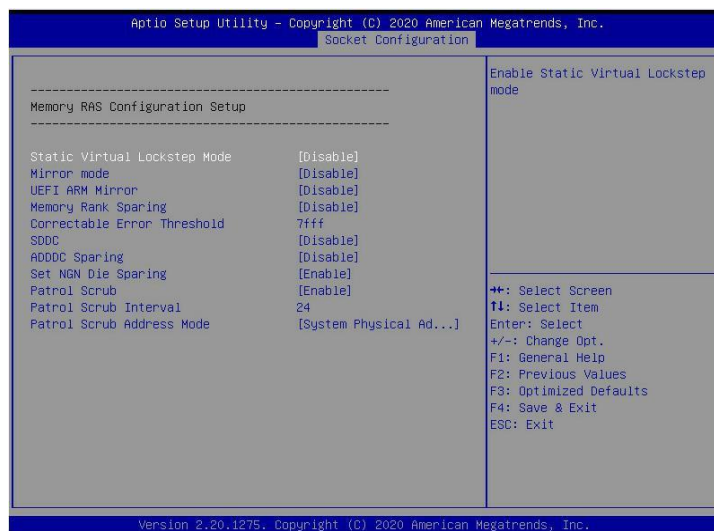 Aptio Setup Utility – Copyright (C) 2020 American Megatrends, Inc.
Socket Configuration
Memory RAS Configuration Setup
Static Virtual Lockstep Mode [Disable]
Mirror mode [Disable]
UEFI ARM Mirror [Disable]
Memory Rank Sparing [Disable]
Correctable Error Threshold 7fff
SDDC [Disable]
ADDDC Sparing [Disable]
Set NGN Die Sparing [Enable]
Patrol Scrub [Enable]
Patrol Scrub Interval 24
Patrol Scrub Address Mode [System Physical Ad...]
Enable Static Virtual Lockstep
mode
→←: Select Screen
↑↓: Select Item
Enter: Select
+/-: Change Opt.
F1: General Help
F2: Previous Values
F3: Optimized Defaults
F4: Save & Exit
ESC: Exit
Version 2.20.1275. Copyright (C) 2020 American Megatrends, Inc.